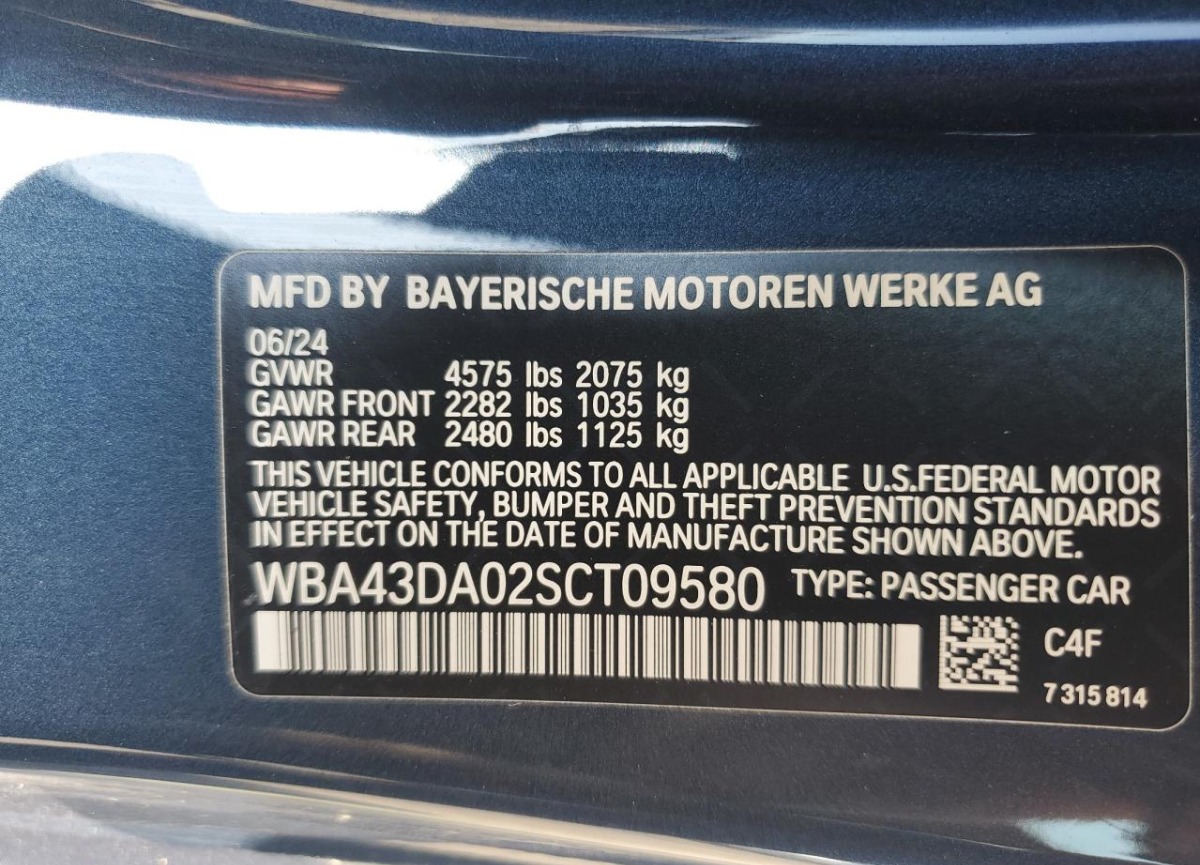 MFD BY BAYERISCHE MOTOREN WERKE AG
06/24
GVWR 4575 lbs 2075 kg
GAWR FRONT 2282 lbs 1035 kg
GAWR REAR 2480 lbs 1125 kg
THIS VEHICLE CONFORMS TO ALL APPLICABLE U.S.FEDERAL MOTOR
VEHICLE SAFETY, BUMPER AND THEFT PREVENTION STANDARDS
IN EFFECT ON THE DATE OF MANUFACTURE SHOWN ABOVE.
WBA43DA02SCT09580 TYPE: PASSENGER CAR
C4F
7 315 814